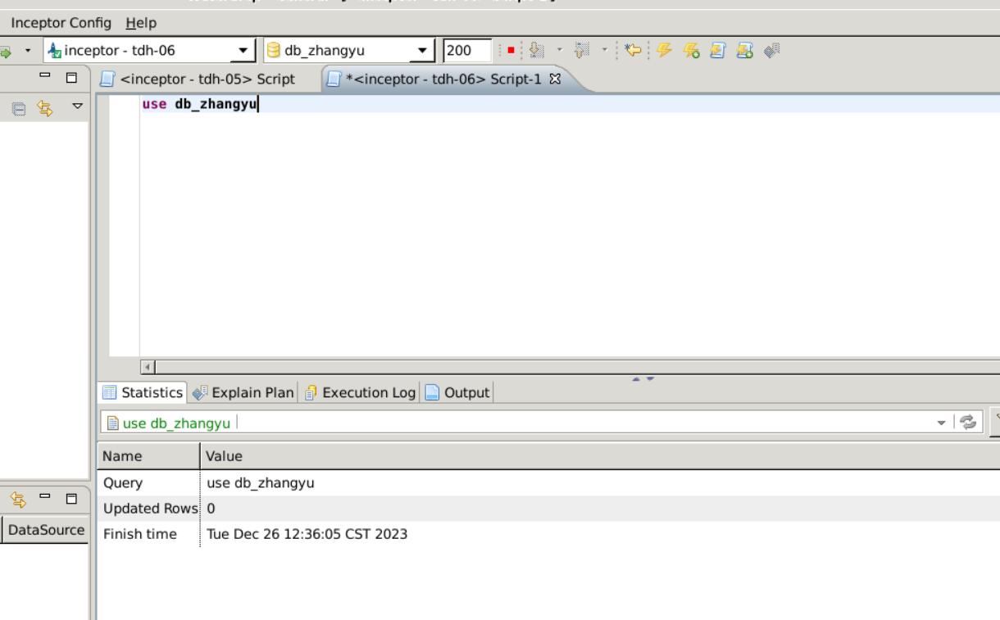 Inceptor Config Help
inceptor - tdh-06 db_zhangyu 200
<inceptor - tdh-05> Script *<inceptor - tdh-06> Script-1
use db_zhangyu
Statistics Explain Plan Execution Log Output
use db_zhangyu
Name Value
Query use db_zhangyu
Updated Rows 0
Finish time Tue Dec 26 12:36:05 CST 2023
DataSource